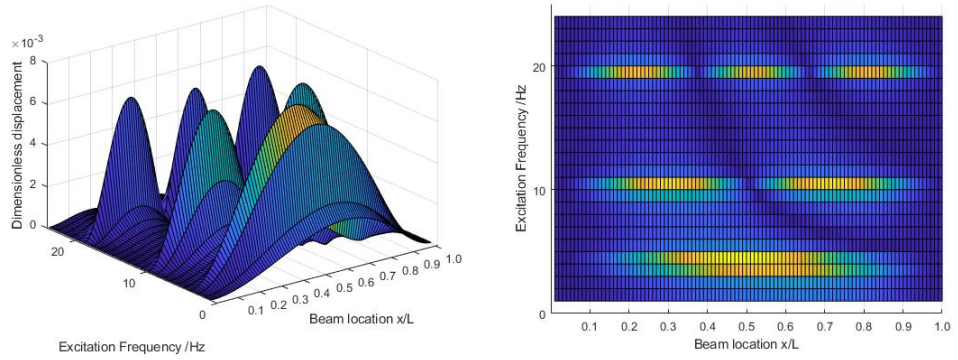 ×10⁻³
8
6
4
2
0
Dimensionless displacement
20
10
0
Excitation Frequency /Hz
0.1 0.2 0.3 0.4 0.5 0.6 0.7 0.8 0.9 1.0
Beam location x/L
20
10
0
Excitation Frequency /Hz
0.1 0.2 0.3 0.4 0.5 0.6 0.7 0.8 0.9 1.0
Beam location x/L